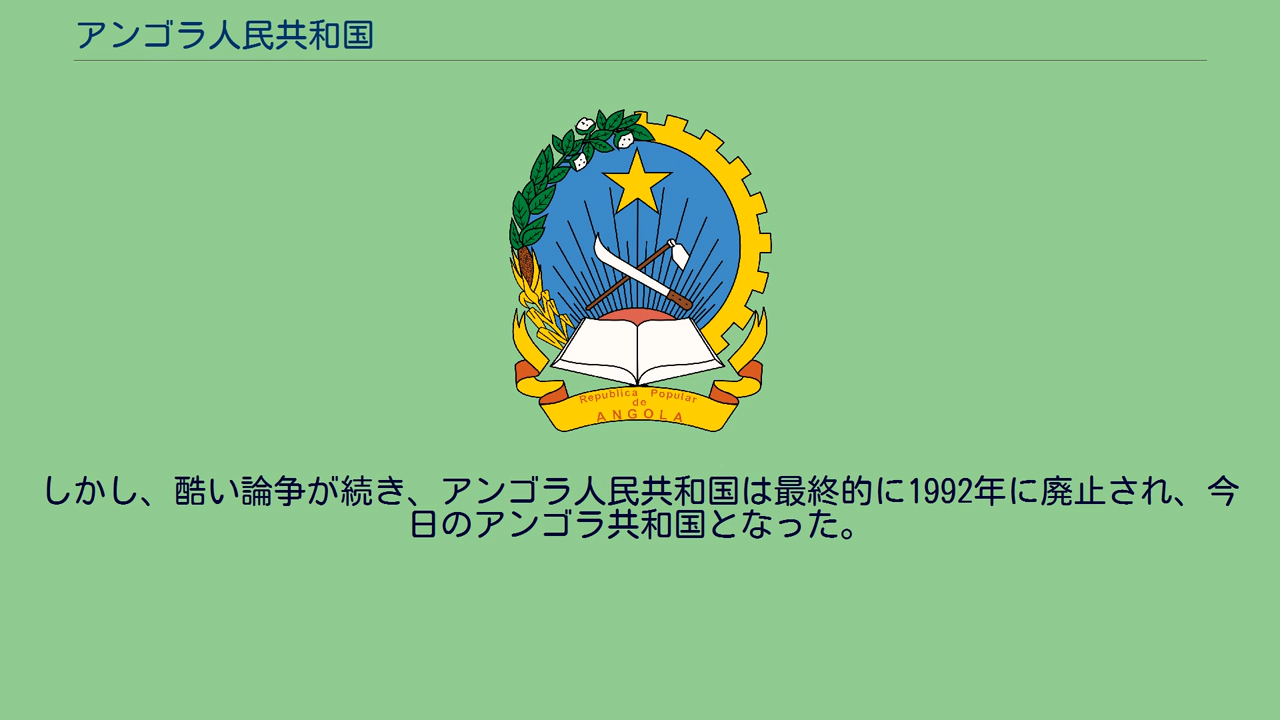 アンゴラ人民共和国
Republica Popular
de
ANGOLA
しかし、酷い論争が続き、アンゴラ人民共和国は最終的に1992年に廃止され、今
日のアンゴラ共和国となった。